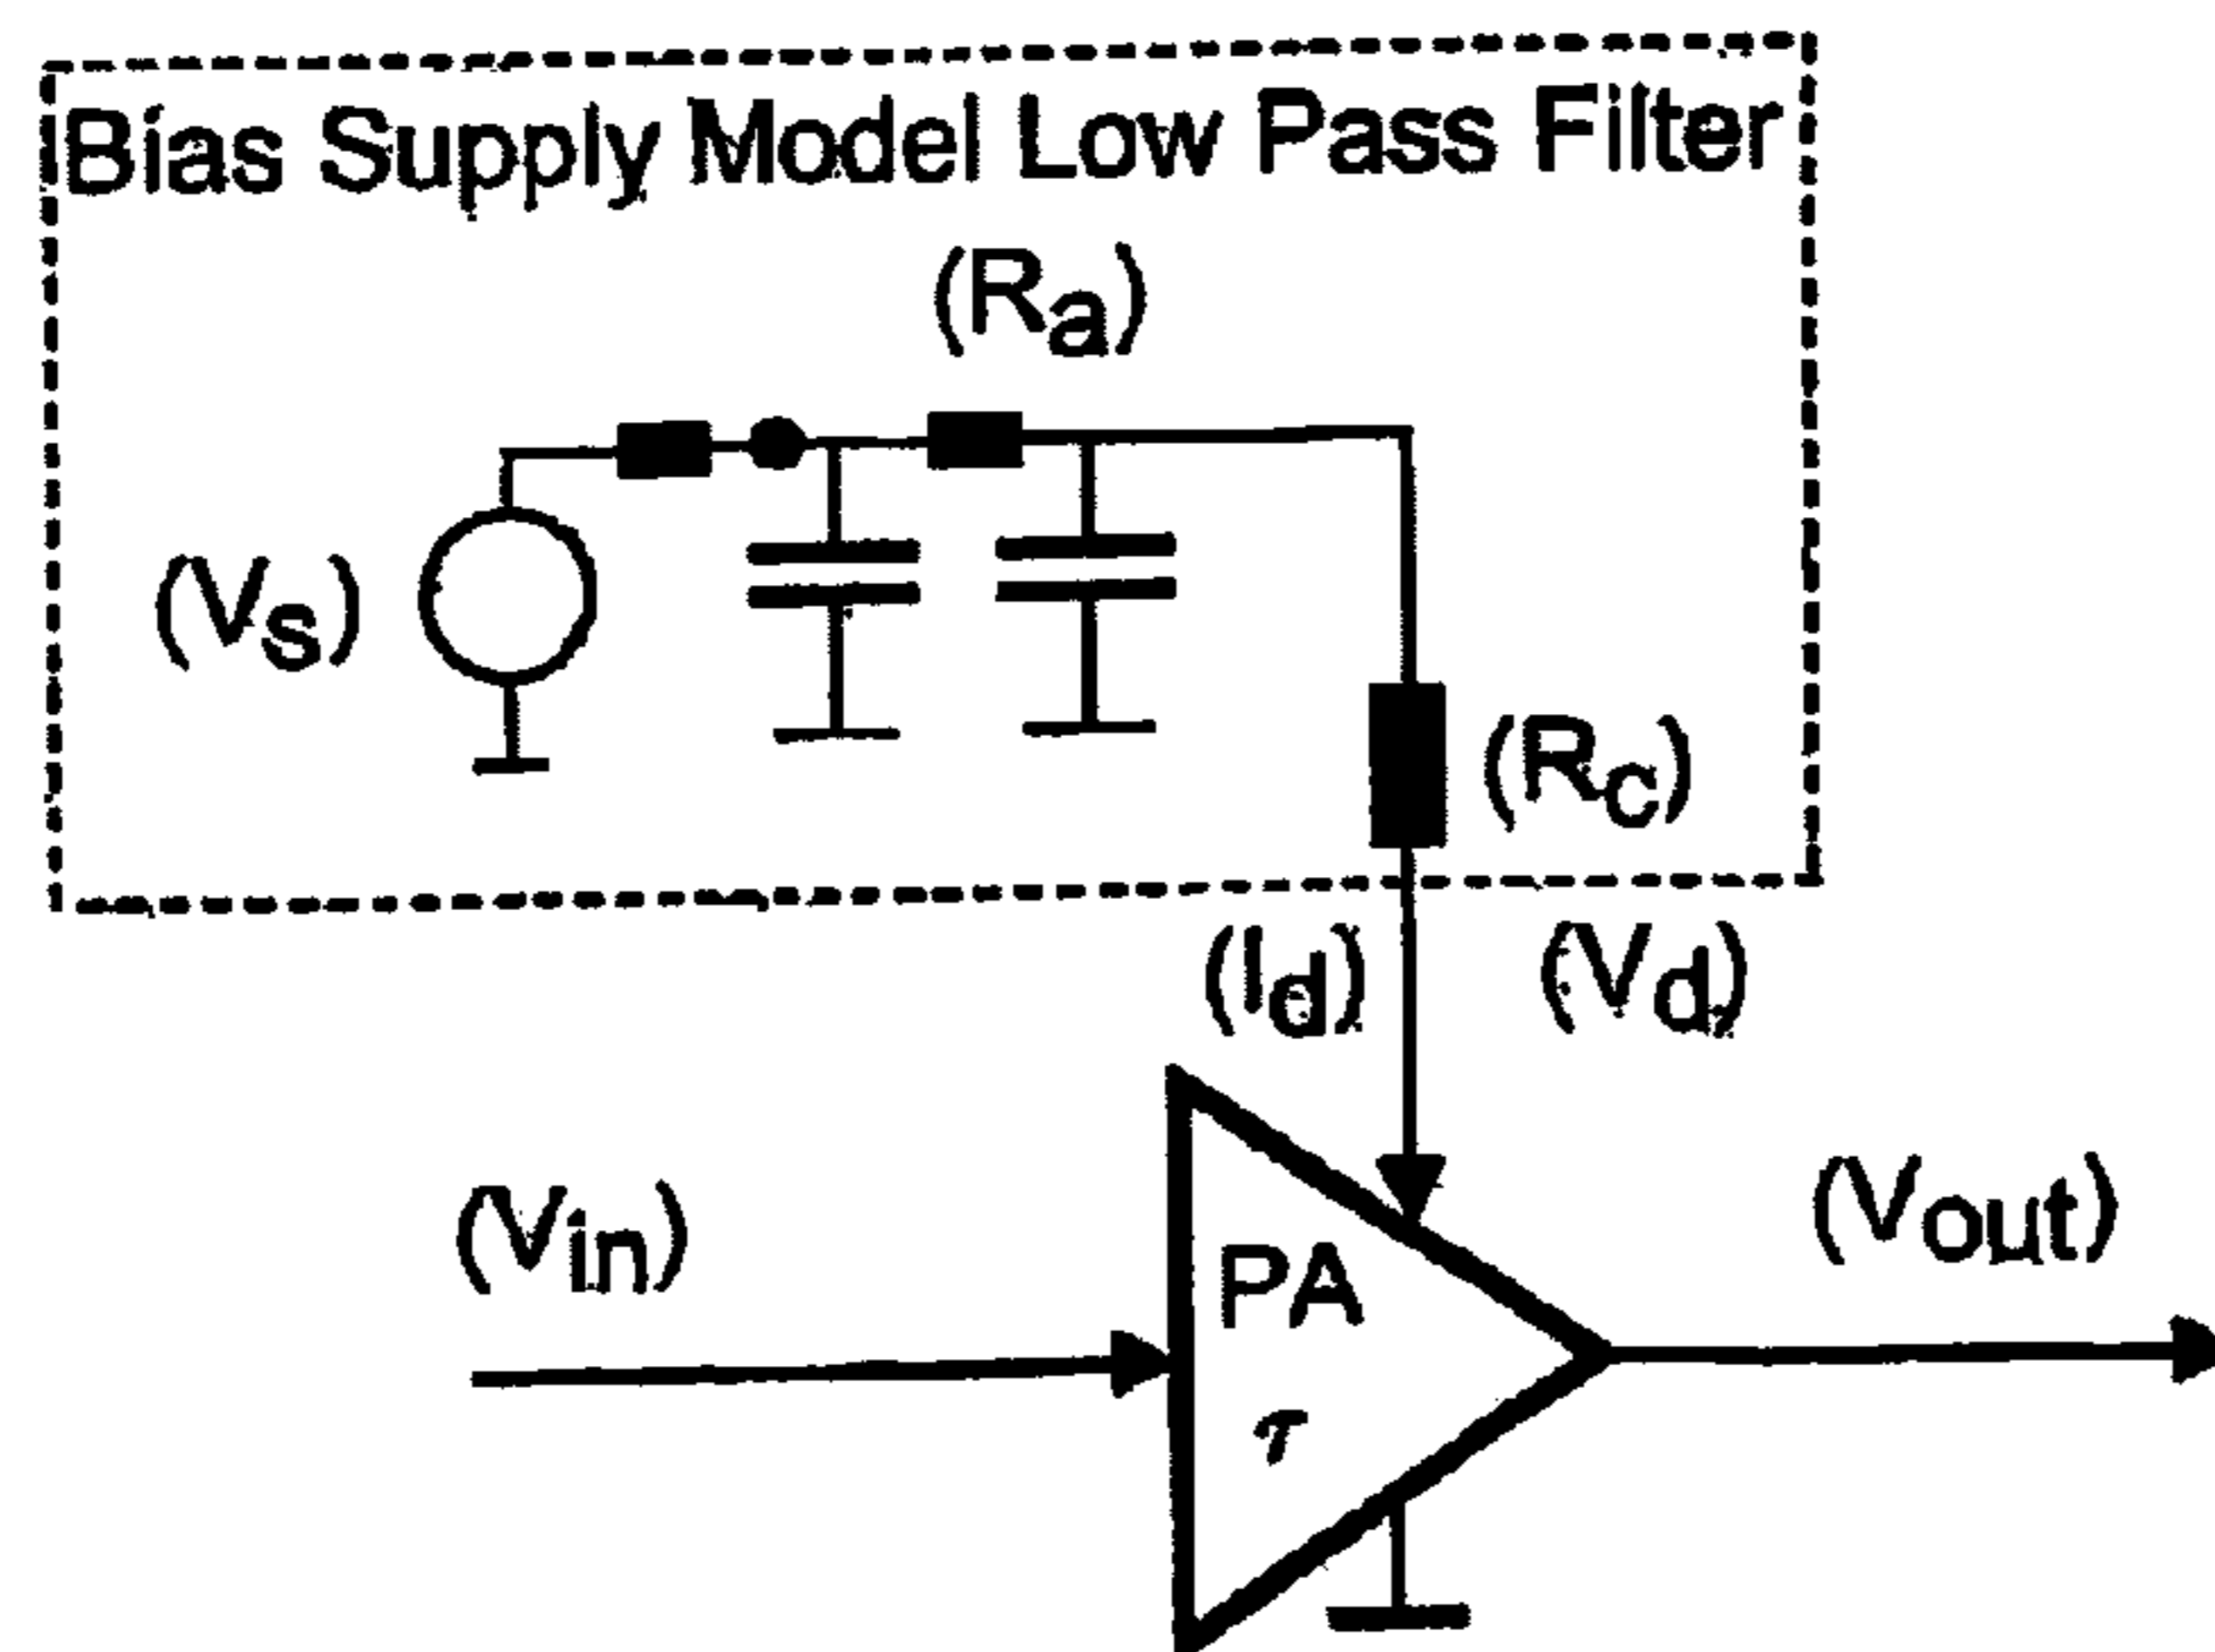 Bias Supply Model Low Pass Filter
(Ra)
(Vs)
(Rc)
(Id) (Vd)
(Vin) (Vout)
PA
τ